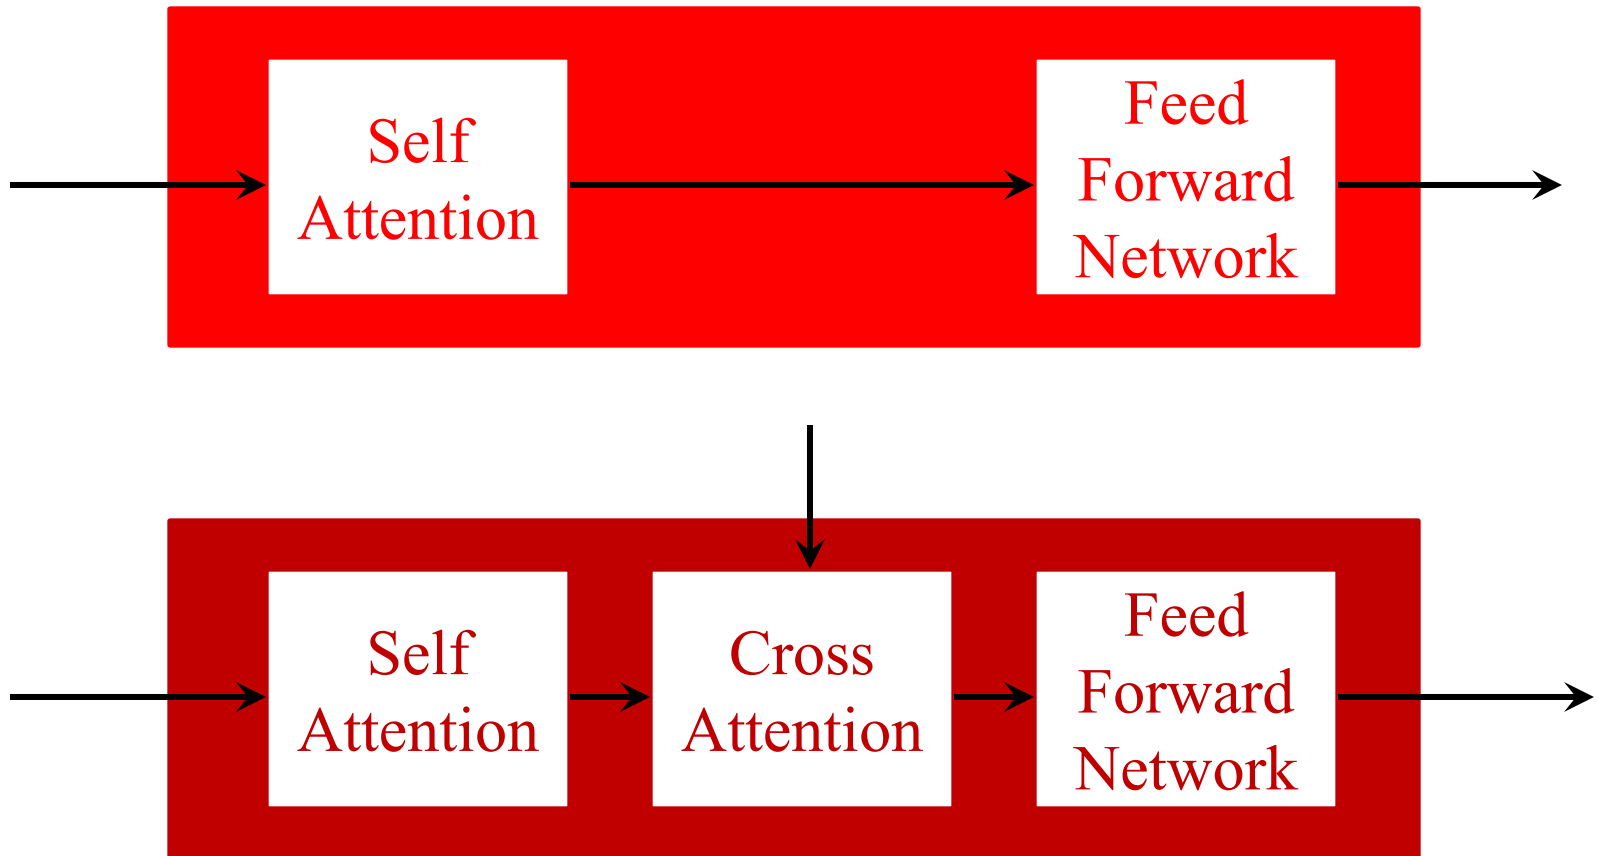 Self
Attention
Feed
Forward
Network
Self
Attention
Cross
Attention
Feed
Forward
Network